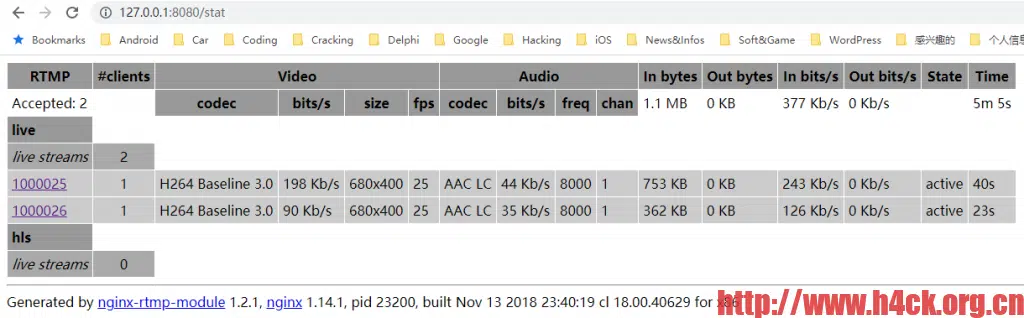 127.0.0.1:8080/stat
Bookmarks Android Car Coding Cracking Delphi Google Hacking iOS News&Infos Soft&Game WordPress 感兴趣的 个人信息
RTMP #clients Video Audio In bytes Out bytes In bits/s Out bits/s State Time
Accepted: 2 codec bits/s size fps codec bits/s freq chan 1.1 MB 0 KB 377 Kb/s 0 Kb/s 5m 5s
live
live streams 2
1000025 1 H264 Baseline 3.0 198 Kb/s 680x400 25 AAC LC 44 Kb/s 8000 1 753 KB 0 KB 243 Kb/s 0 Kb/s active 40s
1000026 1 H264 Baseline 3.0 90 Kb/s 680x400 25 AAC LC 35 Kb/s 8000 1 362 KB 0 KB 126 Kb/s 0 Kb/s active 23s
hls
live streams 0
Generated by nginx-rtmp-module 1.2.1, nginx 1.14.1, pid 23200, built Nov 13 2018 23:40:19 cl 18.00.40629 for x86
http://www.h4ck.org.cn